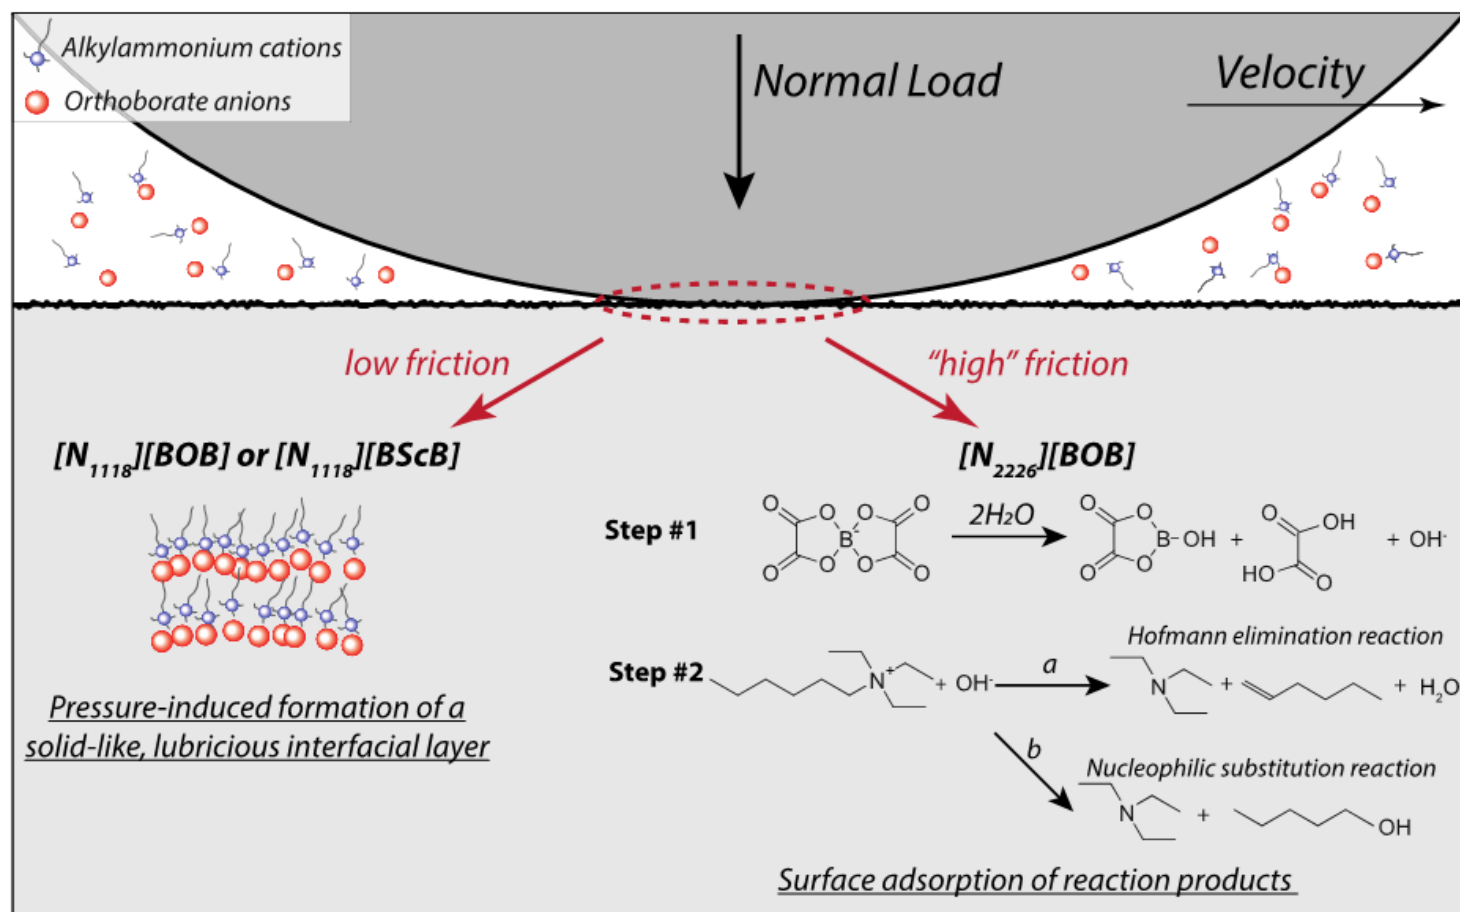 Alkylammonium cations
Orthoborate anions
Normal Load
Velocity
low friction
“high” friction
[N₁₁₁₈][BOB] or [N₁₁₁₈][BScB]
[N₂₂₂₆][BOB]
Step #1
O O O O B⁻ O O O O
2H₂O
O O O O B-OH + O OH HO O + OH⁻
Hofmann elimination reaction
Step #2
N⁺ + OH⁻
a
N + + H₂O
b
Nucleophilic substitution reaction
N + OH
Pressure-induced formation of a
solid-like, lubricious interfacial layer
Surface adsorption of reaction products